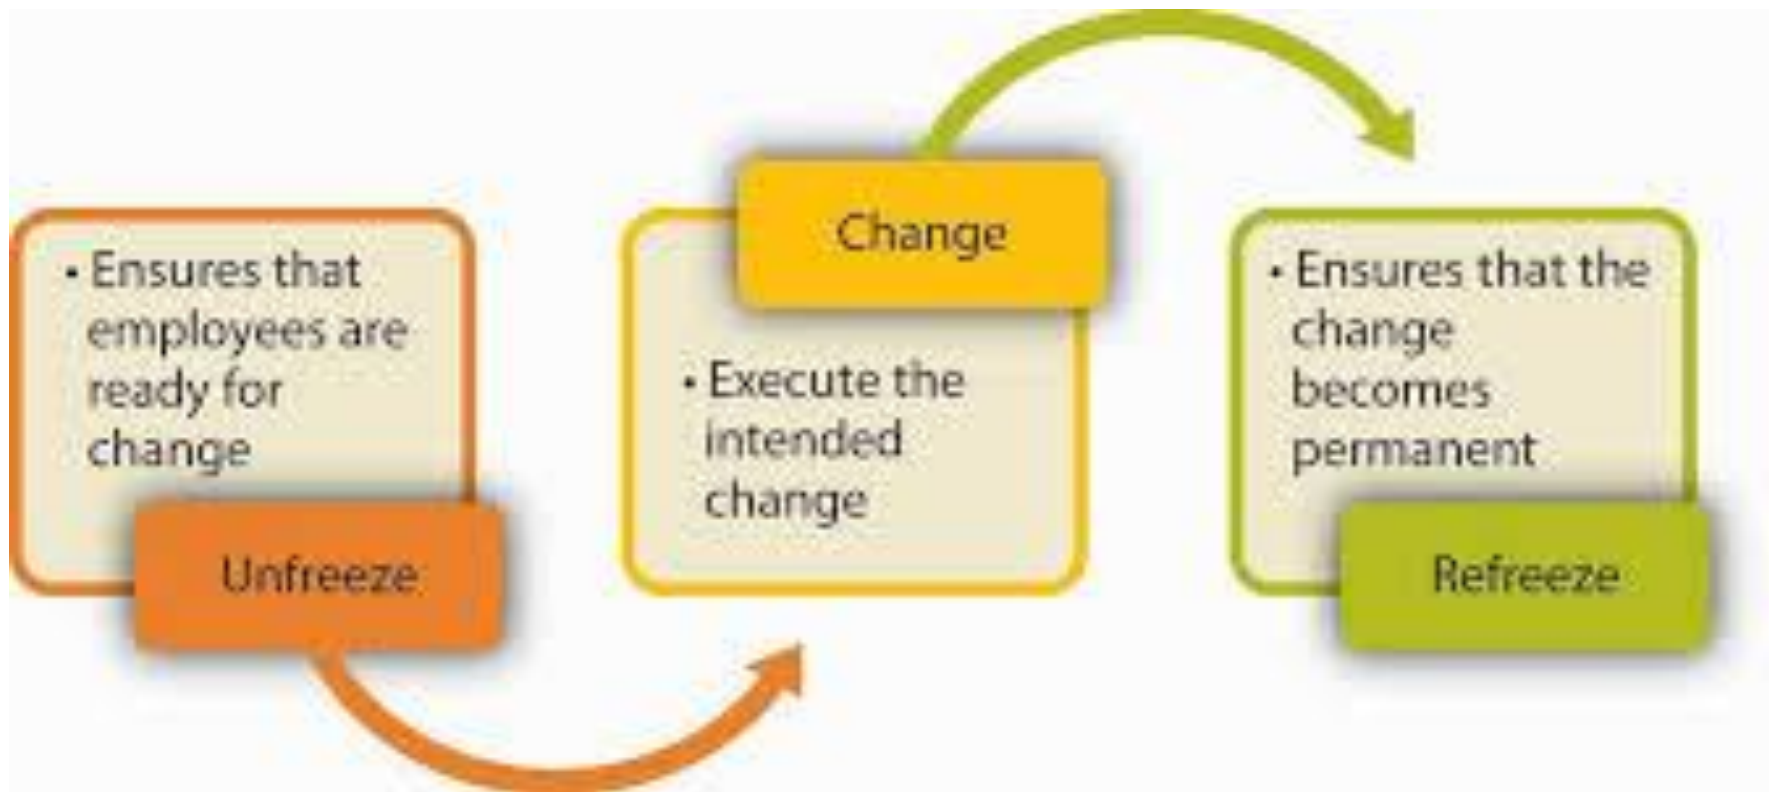 • Ensures that
employees are
ready for
change
Unfreeze
Change
• Execute the
intended
change
• Ensures that the
change
becomes
permanent
Refreeze